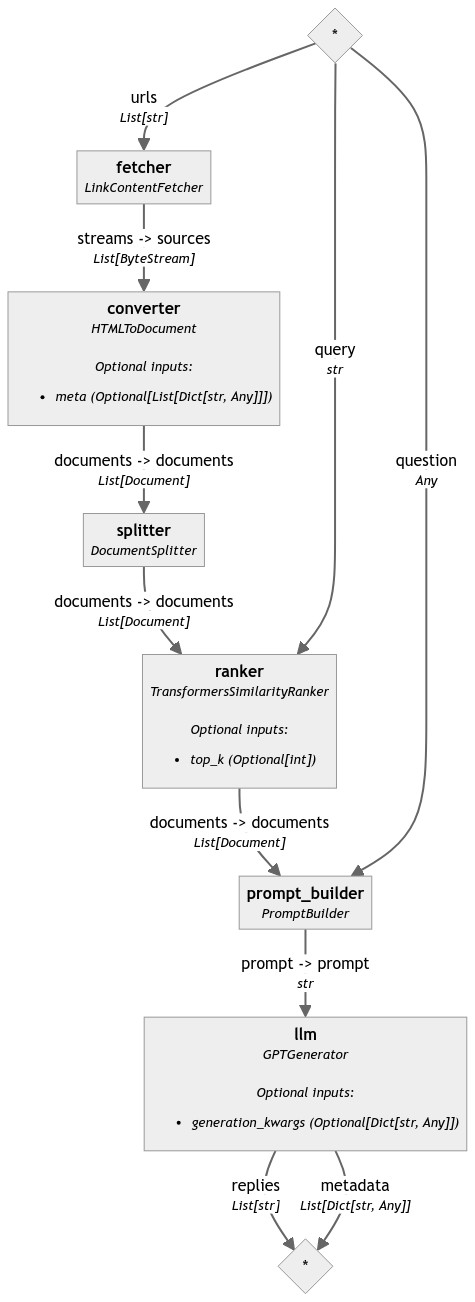 *
urls
List[str]
fetcher
LinkContentFetcher
streams -> sources
List[ByteStream]
converter
HTMLToDocument
Optional inputs:
• meta (Optional[List[Dict[str, Any]]])
query
str
question
Any
documents -> documents
List[Document]
splitter
DocumentSplitter
documents -> documents
List[Document]
ranker
TransformersSimilarityRanker
Optional inputs:
• top_k (Optional[int])
documents -> documents
List[Document]
prompt_builder
PromptBuilder
prompt -> prompt
str
llm
GPTGenerator
Optional inputs:
• generation_kwargs (Optional[Dict[str, Any]])
replies
List[str]
metadata
List[Dict[str, Any]]
*